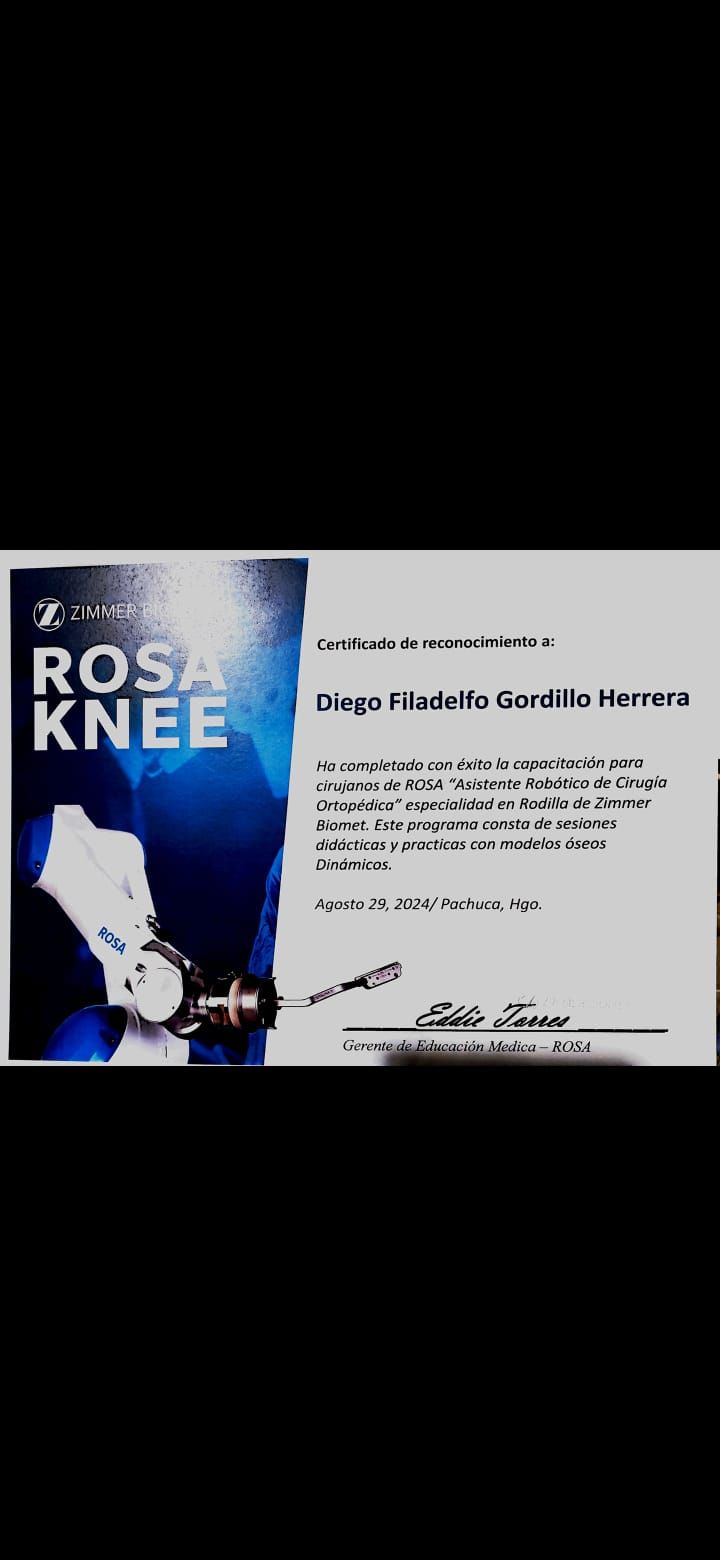 ZIMMER BIOMET
ROSA
KNEE
Certificado de reconocimiento a:
Diego Filadelfo Gordillo Herrera
Ha completado con éxito la capacitación para
cirujanos de ROSA “Asistente Robótico de Cirugía
Ortopédica” especialidad en Rodilla de Zimmer
Biomet. Este programa consta de sesiones
didácticas y practicas con modelos óseos
Dinámicos.
Agosto 29, 2024/ Pachuca, Hgo.
ROSA
Eddie Torres
Gerente de Educación Medica – ROSA